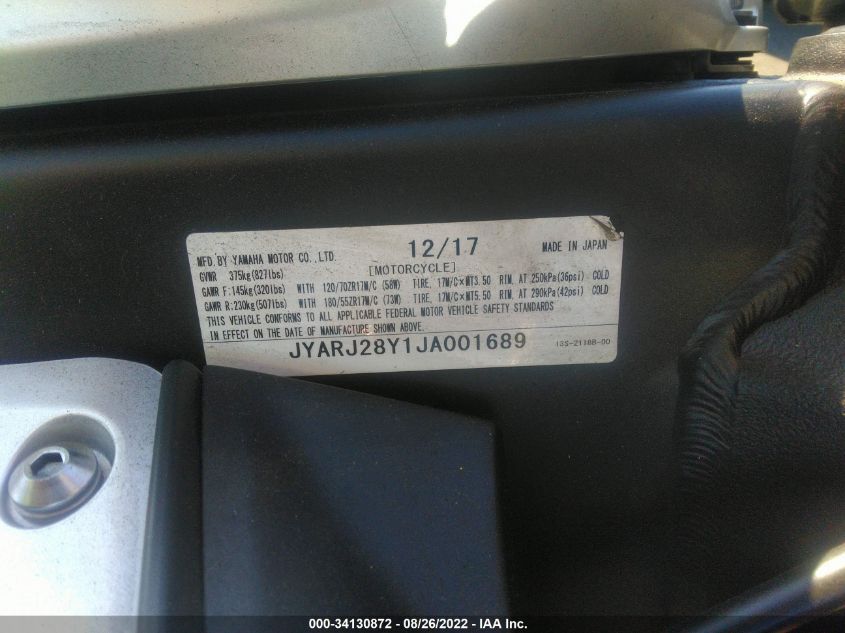 12/17
MFD. BY YAMAHA MOTOR CO., LTD. MADE IN JAPAN
GVWR 375kg(827lbs) [MOTORCYCLE]
GAWR F:145kg(320lbs) WITH 120/70ZR17M/C (58W) TIRE, 17M/C×MT3.50 RIM, AT 250kPa(36psi) COLD
GAWR R:230kg(507lbs) WITH 180/55ZR17M/C (73W) TIRE, 17M/C×MT5.50 RIM, AT 290kPa(42psi) COLD
THIS VEHICLE CONFORMS TO ALL APPLICABLE FEDERAL MOTOR VEHICLE SAFETY STANDARDS
IN EFFECT ON THE DATE OF MANUFACTURE SHOWN ABOVE.
JYARJ28Y1JA001689 13S-2118B-00
000-34130872 - 08/26/2022 - IAA Inc.